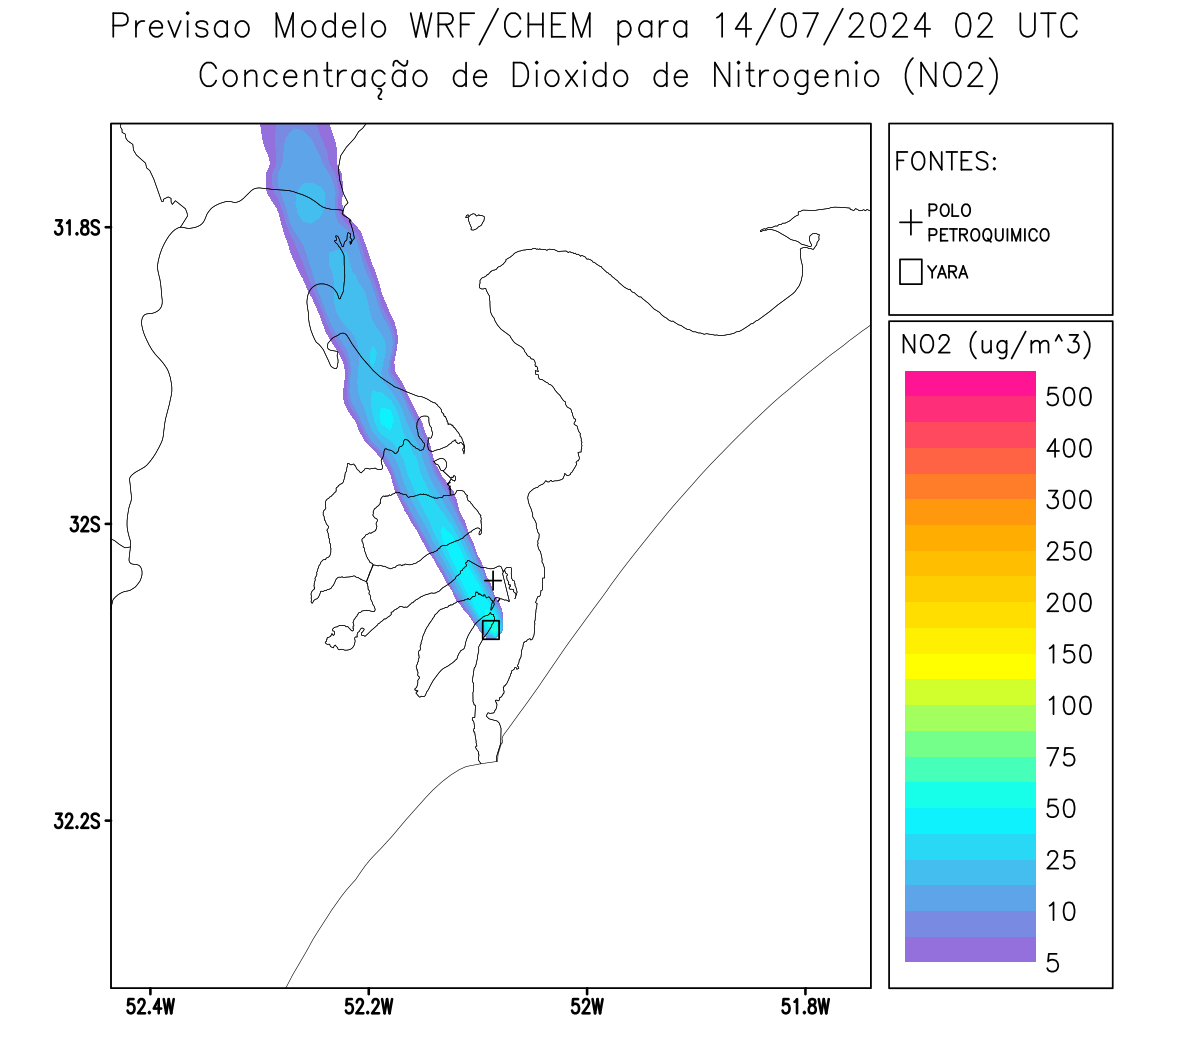 Previsao Modelo WRF/CHEM para 14/07/2024 02 UTC
Concentração de Dioxido de Nitrogenio (NO2)
FONTES:
POLO
PETROQUIMICO
YARA
31.8S
32S
32.2S
52.4W
52.2W
52W
51.8W
NO2 (ug/m^3)
500
400
300
250
200
150
100
75
50
25
10
5